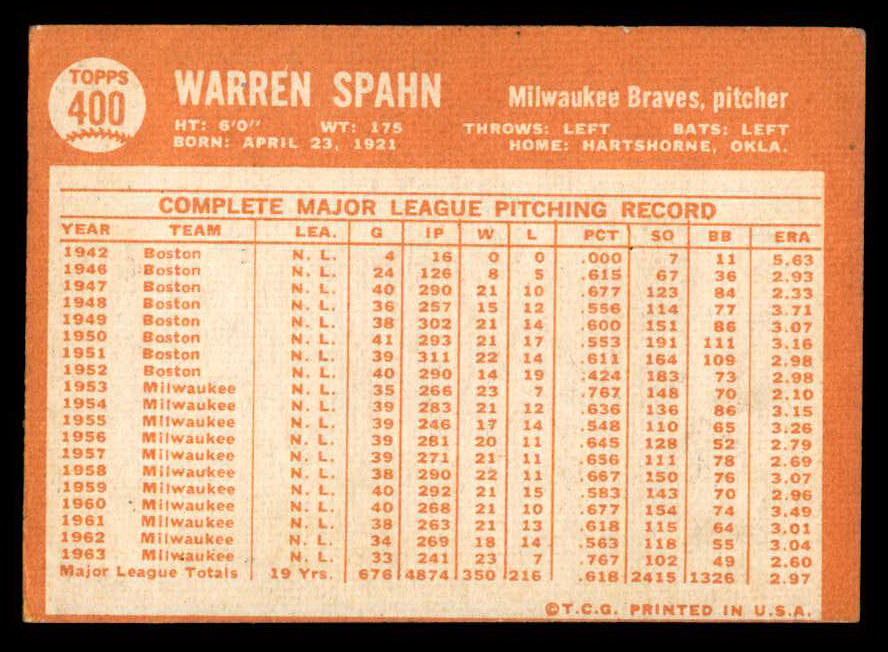 TOPPS
400
WARREN SPAHN Milwaukee Braves, pitcher
HT: 6'0" WT: 175 THROWS: LEFT BATS: LEFT
BORN: APRIL 23, 1921 HOME: HARTSHORNE, OKLA.
COMPLETE MAJOR LEAGUE PITCHING RECORD
YEAR TEAM LEA. G IP W L PCT SO BB ERA
1942 Boston N. L. 4 16 0 0 .000 7 11 5.63
1946 Boston N. L. 24 126 8 5 .615 67 36 2.93
1947 Boston N. L. 40 290 21 10 .677 123 84 2.33
1948 Boston N. L. 36 257 15 12 .556 114 77 3.71
1949 Boston N. L. 38 302 21 14 .600 151 86 3.07
1950 Boston N. L. 41 293 21 17 .553 191 111 3.16
1951 Boston N. L. 39 311 22 14 .611 164 109 2.98
1952 Boston N. L. 40 290 14 19 .424 183 73 2.98
1953 Milwaukee N. L. 35 266 23 7 .767 148 70 2.10
1954 Milwaukee N. L. 39 283 21 12 .636 136 86 3.15
1955 Milwaukee N. L. 39 246 17 14 .548 110 65 3.26
1956 Milwaukee N. L. 39 281 20 11 .645 128 52 2.79
1957 Milwaukee N. L. 39 271 21 11 .656 111 78 2.69
1958 Milwaukee N. L. 38 290 22 11 .667 150 76 3.07
1959 Milwaukee N. L. 40 292 21 15 .583 143 70 2.96
1960 Milwaukee N. L. 40 268 21 10 .677 154 74 3.49
1961 Milwaukee N. L. 38 263 21 13 .618 115 64 3.01
1962 Milwaukee N. L. 34 269 18 14 .563 118 55 3.04
1963 Milwaukee N. L. 33 241 23 7 .767 102 49 2.60
Major League Totals 19 Yrs. 676 4874 350 216 .618 2415 1326 2.97
©T.C.G. PRINTED IN U.S.A.